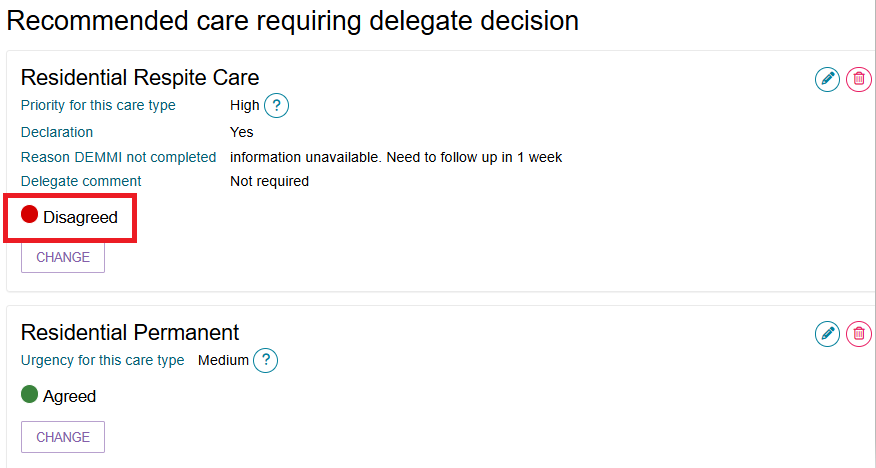 Recommended care requiring delegate decision
Residential Respite Care
Priority for this care type High ?
Declaration Yes
Reason DEMMI not completed information unavailable. Need to follow up in 1 week
Delegate comment Not required
Disagreed
CHANGE
Residential Permanent
Urgency for this care type Medium ?
Agreed
CHANGE